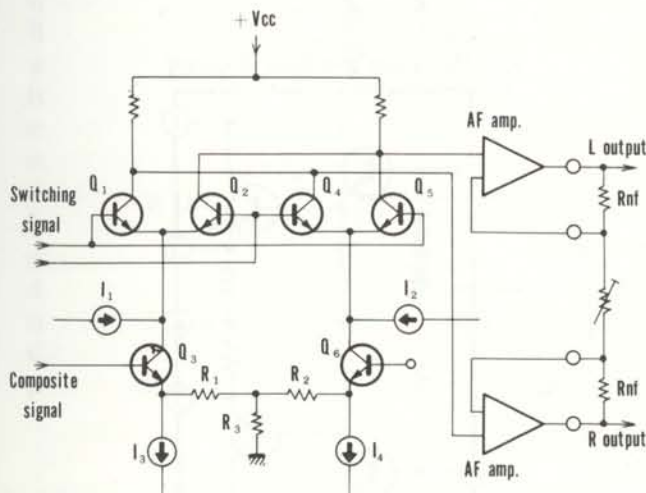 + Vcc
AF amp.
L output
Q1
Q2
Q4
Q5
Switching
signal
Rnf
I1
I2
Q3
Q6
Composite
signal
R1
R2
R3
Rnf
I3
I4
R output
AF amp.